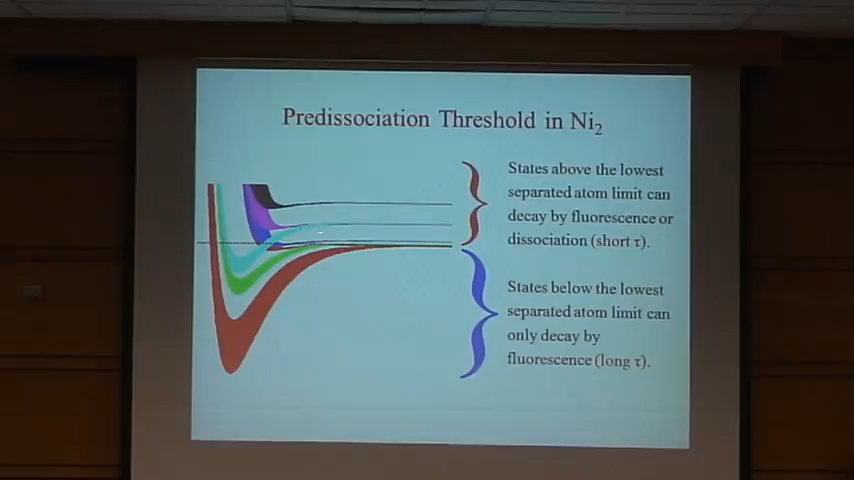 Predissociation Threshold in Ni₂
States above the lowest
separated atom limit can
decay by fluorescence or
dissociation (short τ).
States below the lowest
separated atom limit can
only decay by
fluorescence (long τ).